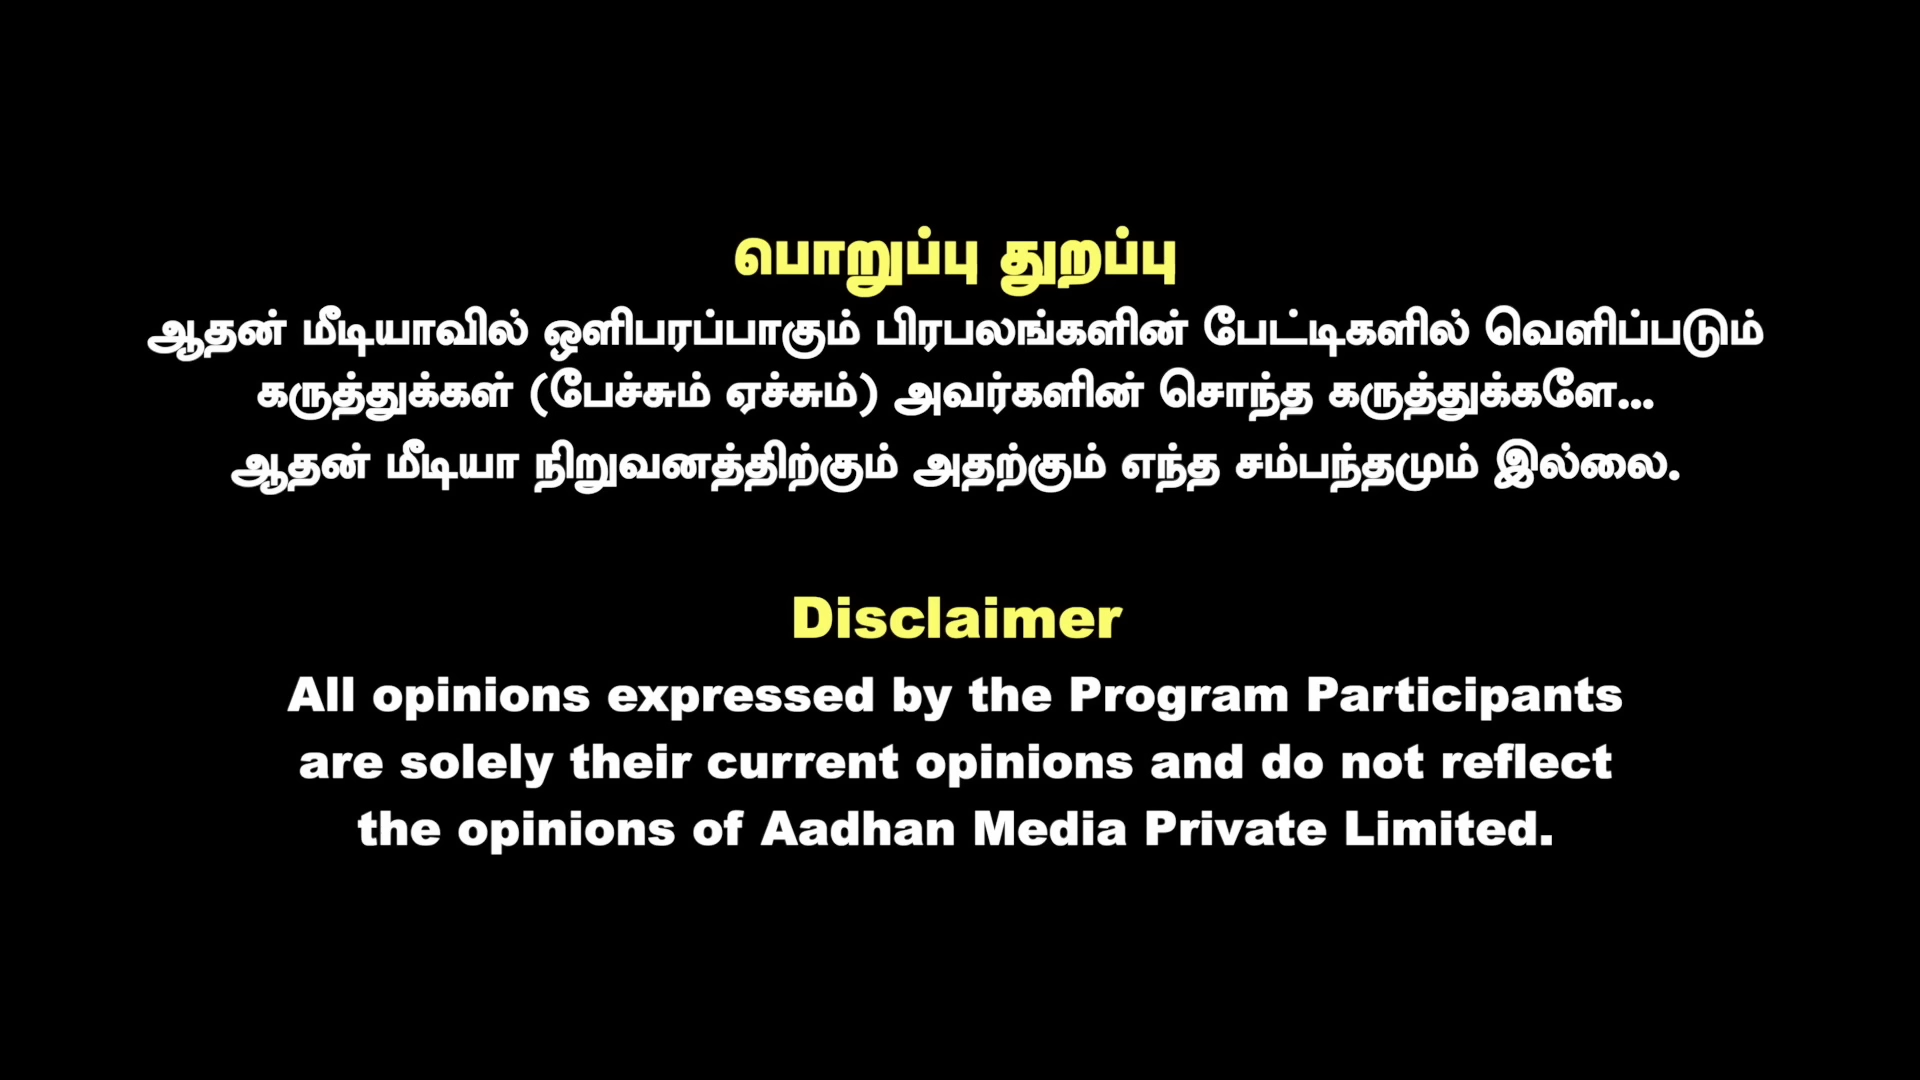 பொறுப்பு துறப்பு
ஆதன் மீடியாவில் ஒளிபரப்பாகும் பிரபலங்களின் பேட்டிகளில் வெளிப்படும்
கருத்துக்கள் (பேச்சும் ஏச்சும்) அவர்களின் சொந்த கருத்துக்களே...
ஆதன் மீடியா நிறுவனத்திற்கும் அதற்கும் எந்த சம்பந்தமும் இல்லை.
Disclaimer
All opinions expressed by the Program Participants
are solely their current opinions and do not reflect
the opinions of Aadhan Media Private Limited.